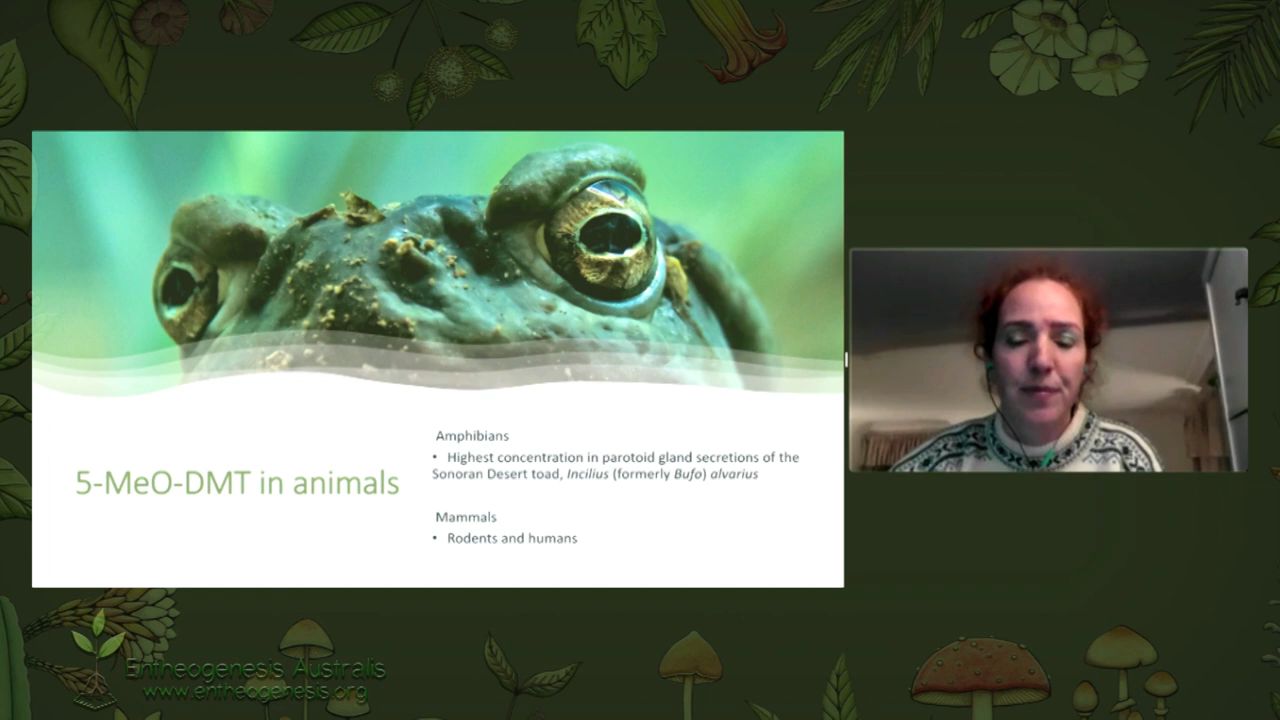 5-MeO-DMT in animals
Amphibians
• Highest concentration in parotoid gland secretions of the
Sonoran Desert toad, Incilius (formerly Bufo) alvarius
Mammals
• Rodents and humans
Entheogenesis Australis
www.entheogenesis.org